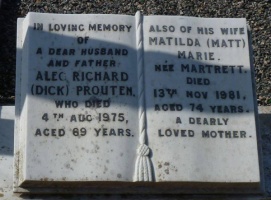 IN LOVING MEMORY
OF
A DEAR HUSBAND
AND FATHER
ALEC RICHARD
(DICK) PROUTEN
WHO DIED
4TH AUG 1975,
AGED 69 YEARS.
ALSO OF HIS WIFE
MATILDA (MATT)
MARIE.
NÉE MARTRETT.
DIED
13TH NOV 1981,
AGED 74 YEARS.
A DEARLY
LOVED MOTHER.